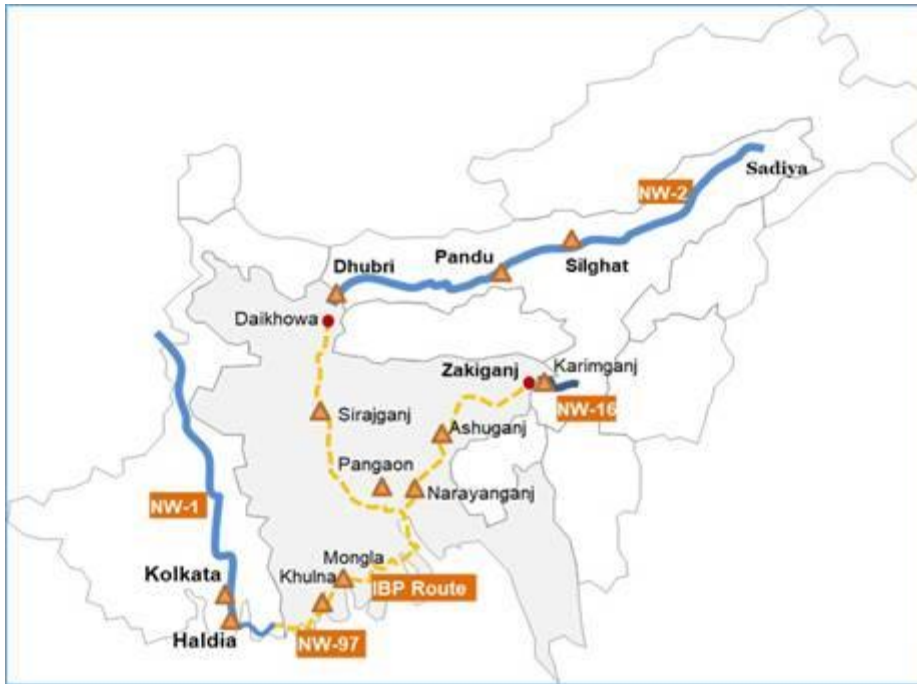 Sadiya
NW-2
Pandu
Silghat
Dhubri
Daikhowa
Zakiganj
Karimganj
NW-16
Sirajganj
Ashuganj
Pangaon
Narayanganj
NW-1
Mongla
Kolkata
Khulna
IBP Route
Haldia
NW-97